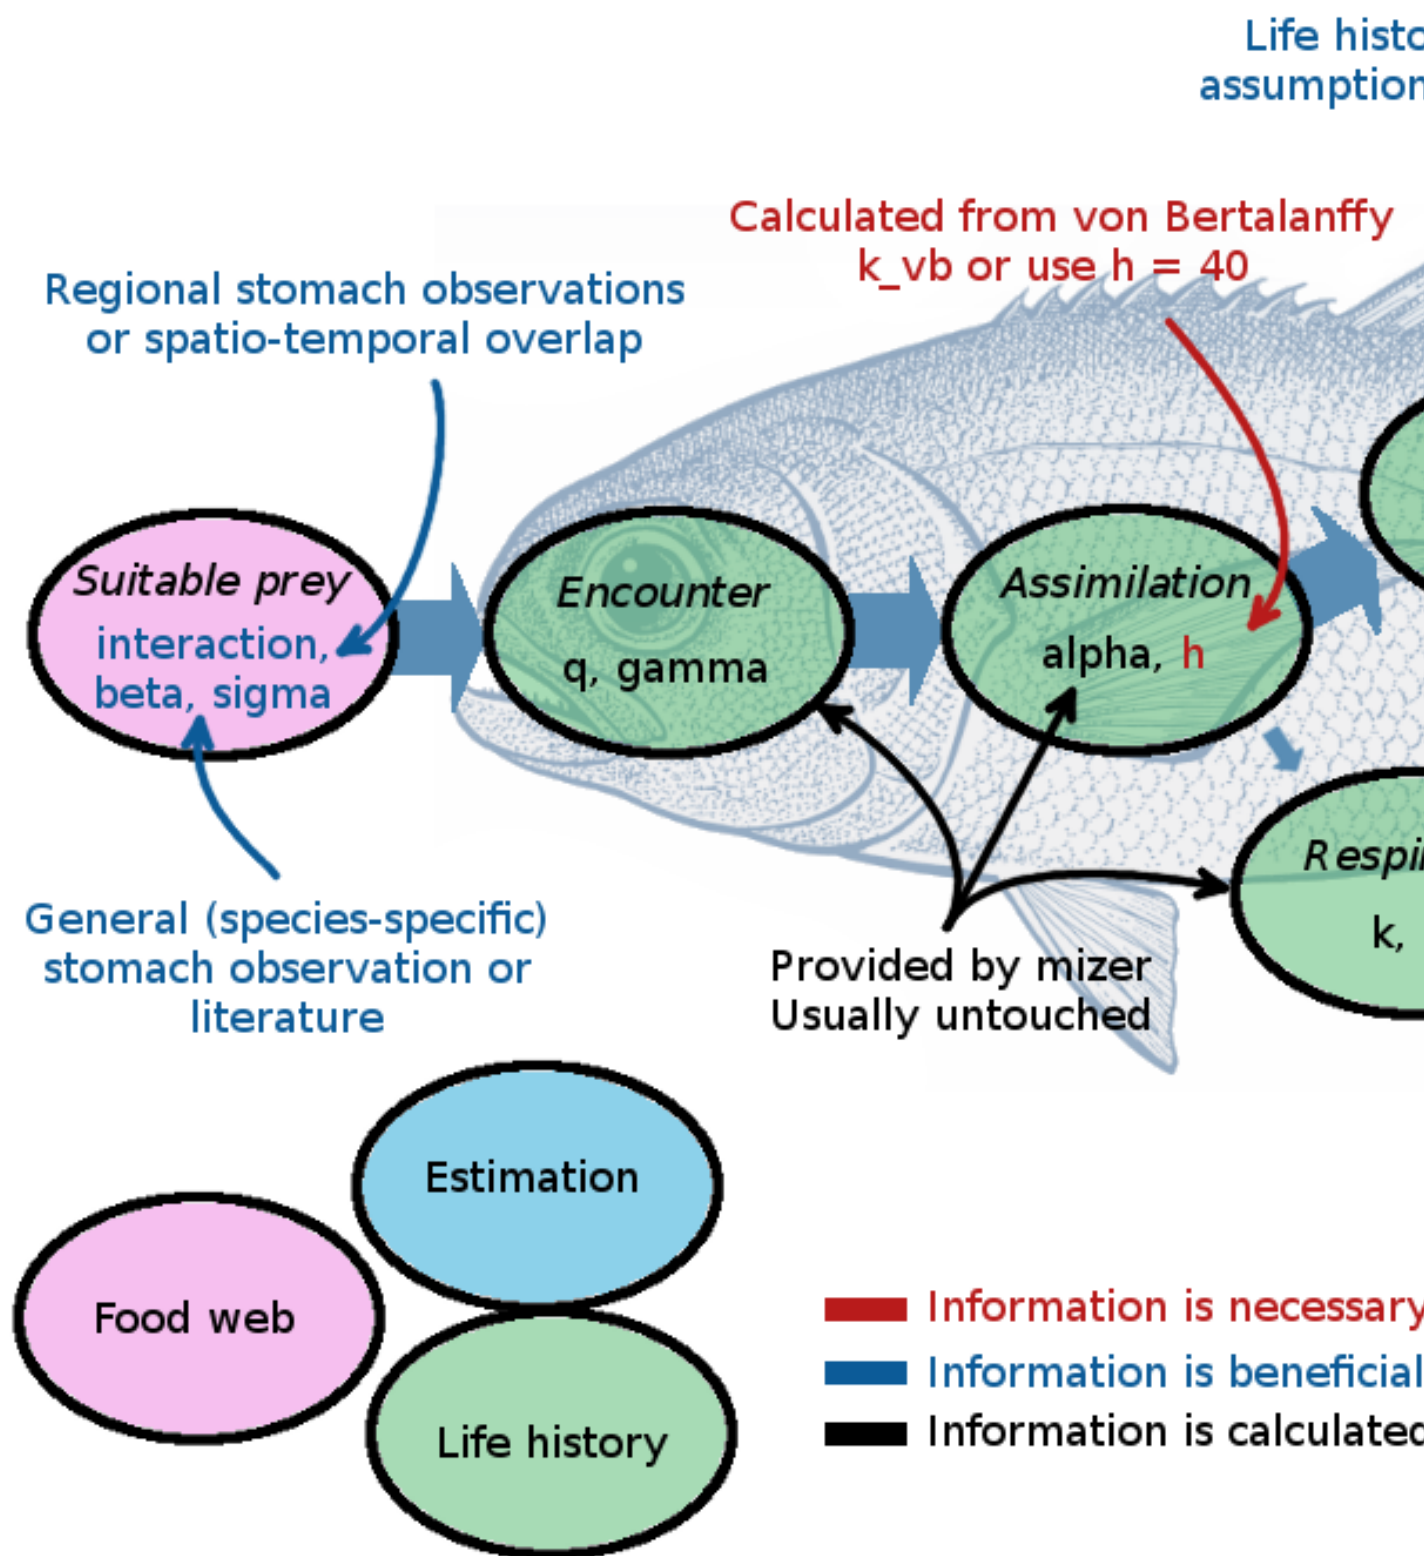 Life histo
assumption
Calculated from von Bertalanffy
k_vb or use h = 40
Regional stomach observations
or spatio-temporal overlap
Suitable prey
interaction,
beta, sigma
Encounter
q, gamma
Assimilation
alpha, h
Respi
k,
General (species-specific)
stomach observation or
literature
Provided by mizer
Usually untouched
Estimation
Food web
Life history
Information is necessary
Information is beneficial
Information is calculated